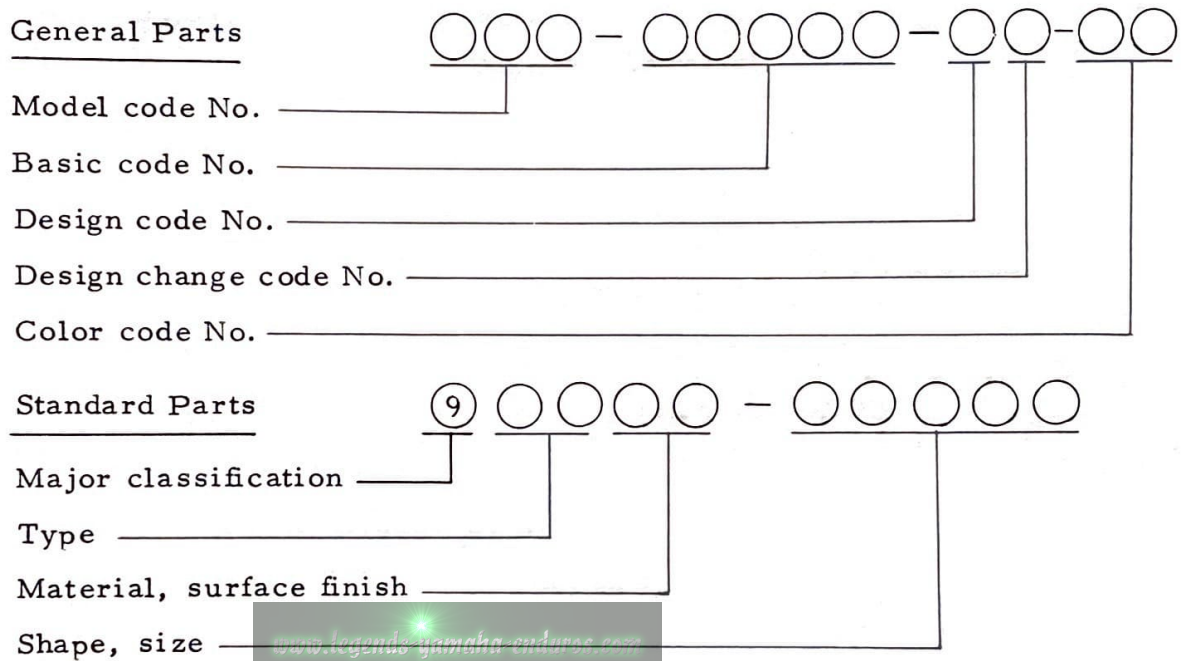 General Parts
Model code No.
Basic code No.
Design code No.
Design change code No.
Color code No.
Standard Parts
9
Major classification
Type
Material, surface finish
Shape, size
www.legends-yamaha-enduros.com